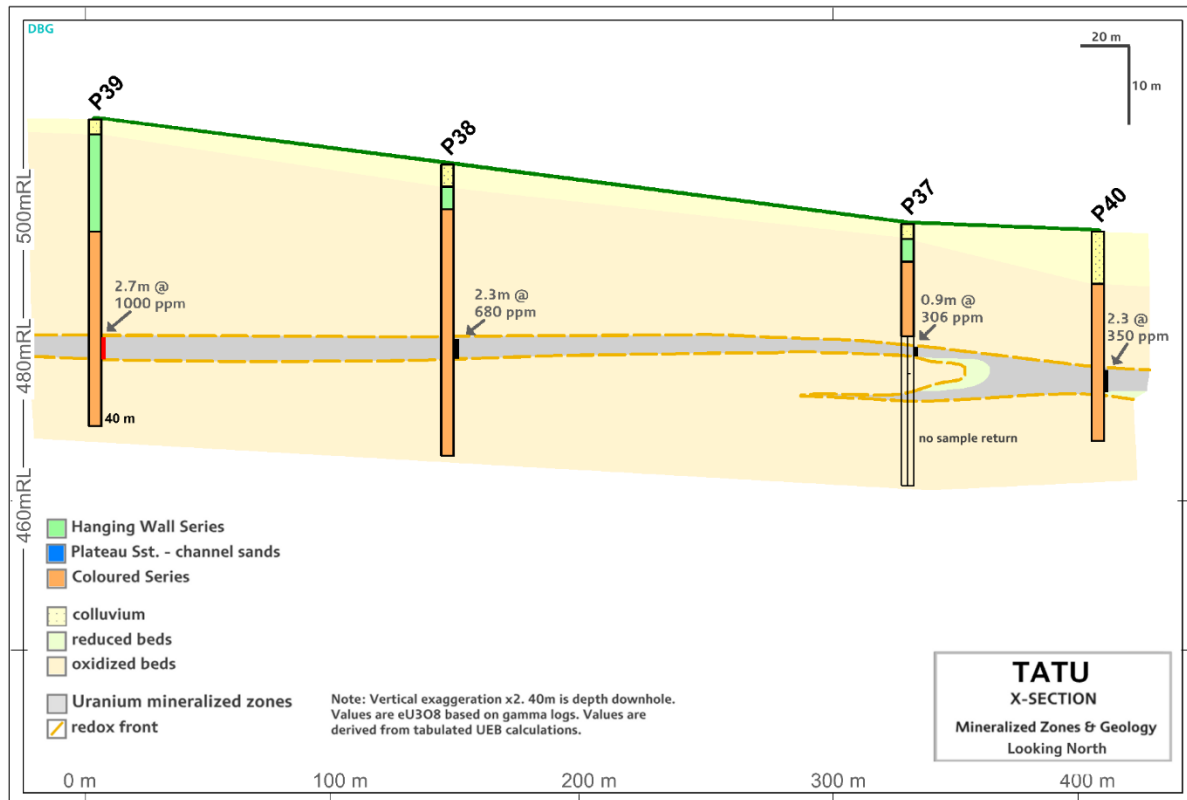 DBG
20 m
10 m
P39
P38
P37
P40
500mRL
480mRL
460mRL
2.7m @
1000 ppm
2.3m @
680 ppm
0.9m @
306 ppm
2.3 @
350 ppm
40 m
no sample return
Hanging Wall Series
Plateau Sst. - channel sands
Coloured Series
colluvium
reduced beds
oxidized beds
Uranium mineralized zones
redox front
Note: Vertical exaggeration x2. 40m is depth downhole.
Values are eU3O8 based on gamma logs. Values are
derived from tabulated UEB calculations.
TATU
X-SECTION
Mineralized Zones & Geology
Looking North
0 m
100 m
200 m
300 m
400 m